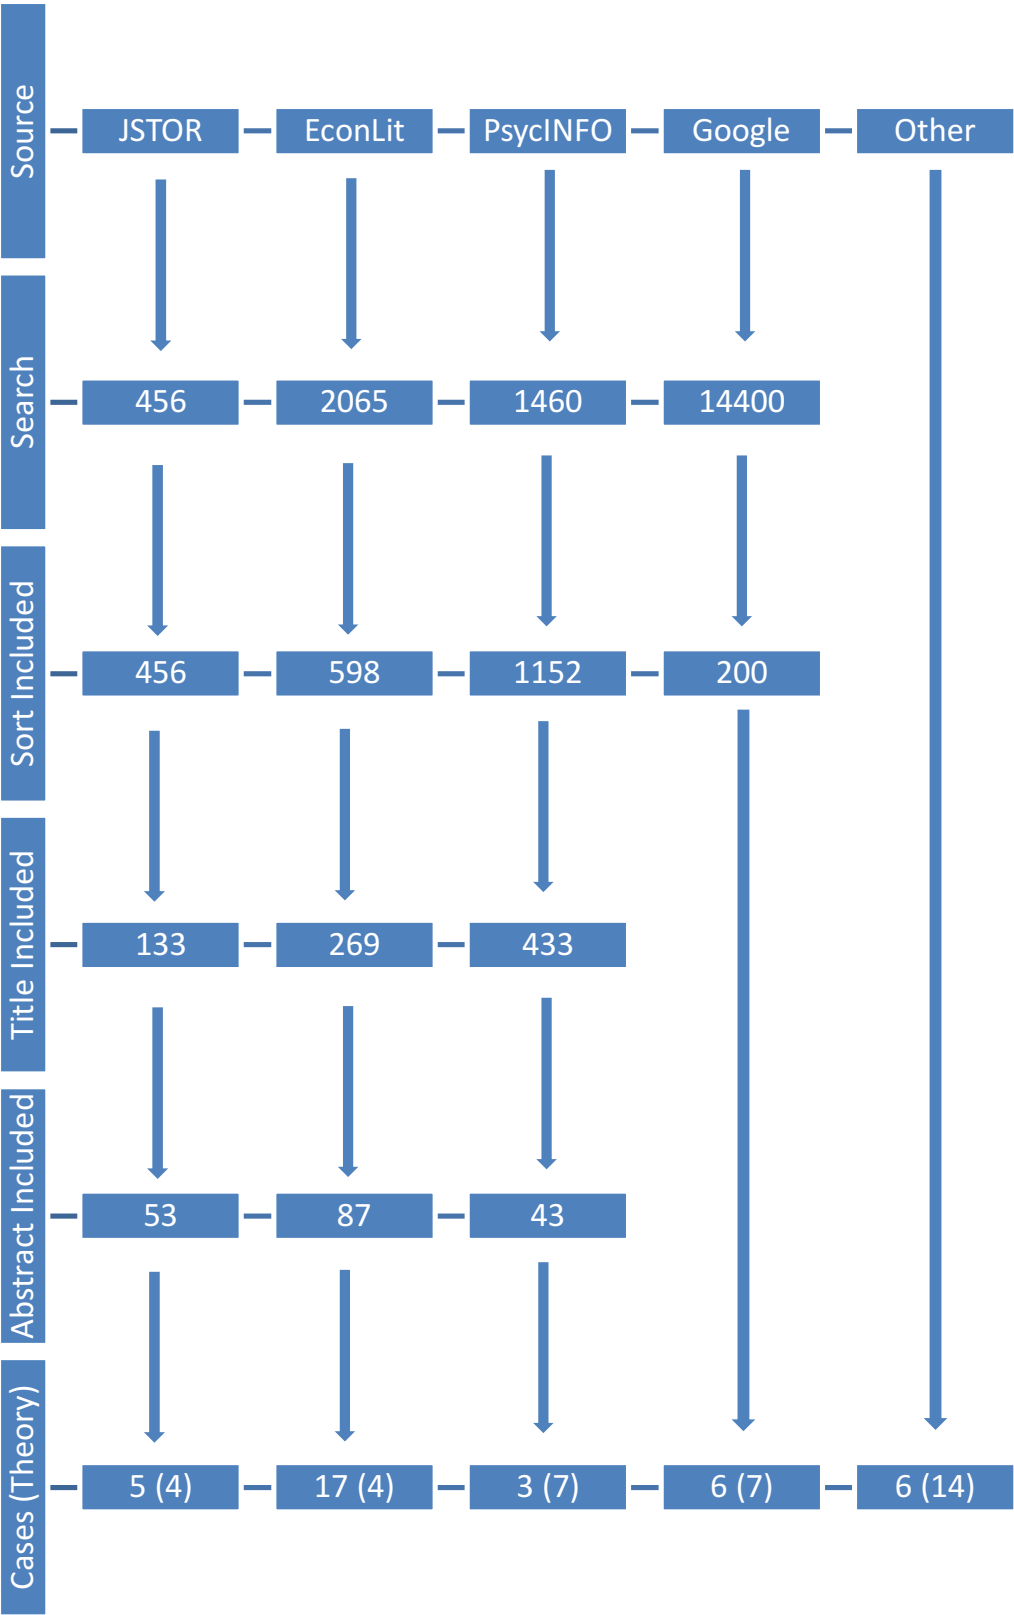 Source
JSTOR
EconLit
PsycINFO
Google
Other
Search
456
2065
1460
14400
Sort Included
456
598
1152
200
Title Included
133
269
433
Abstract Included
53
87
43
Cases (Theory)
5 (4)
17 (4)
3 (7)
6 (7)
6 (14)